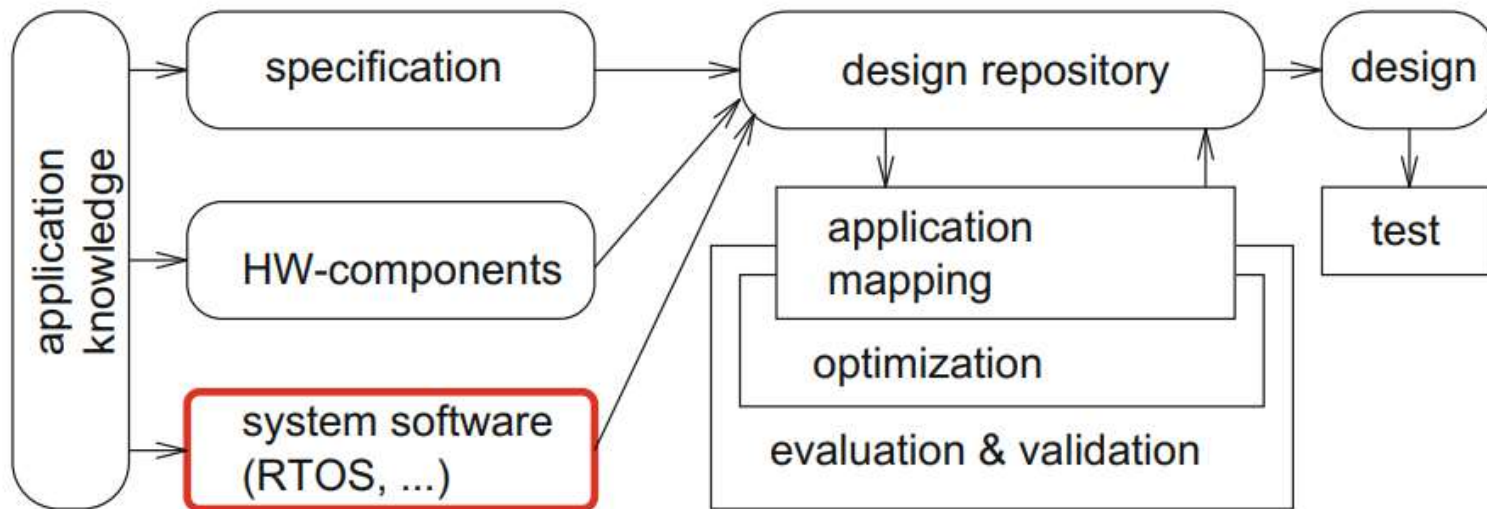 application
knowledge
specification
HW-components
system software
(RTOS, ...)
design repository
application
mapping
optimization
evaluation & validation
design
test